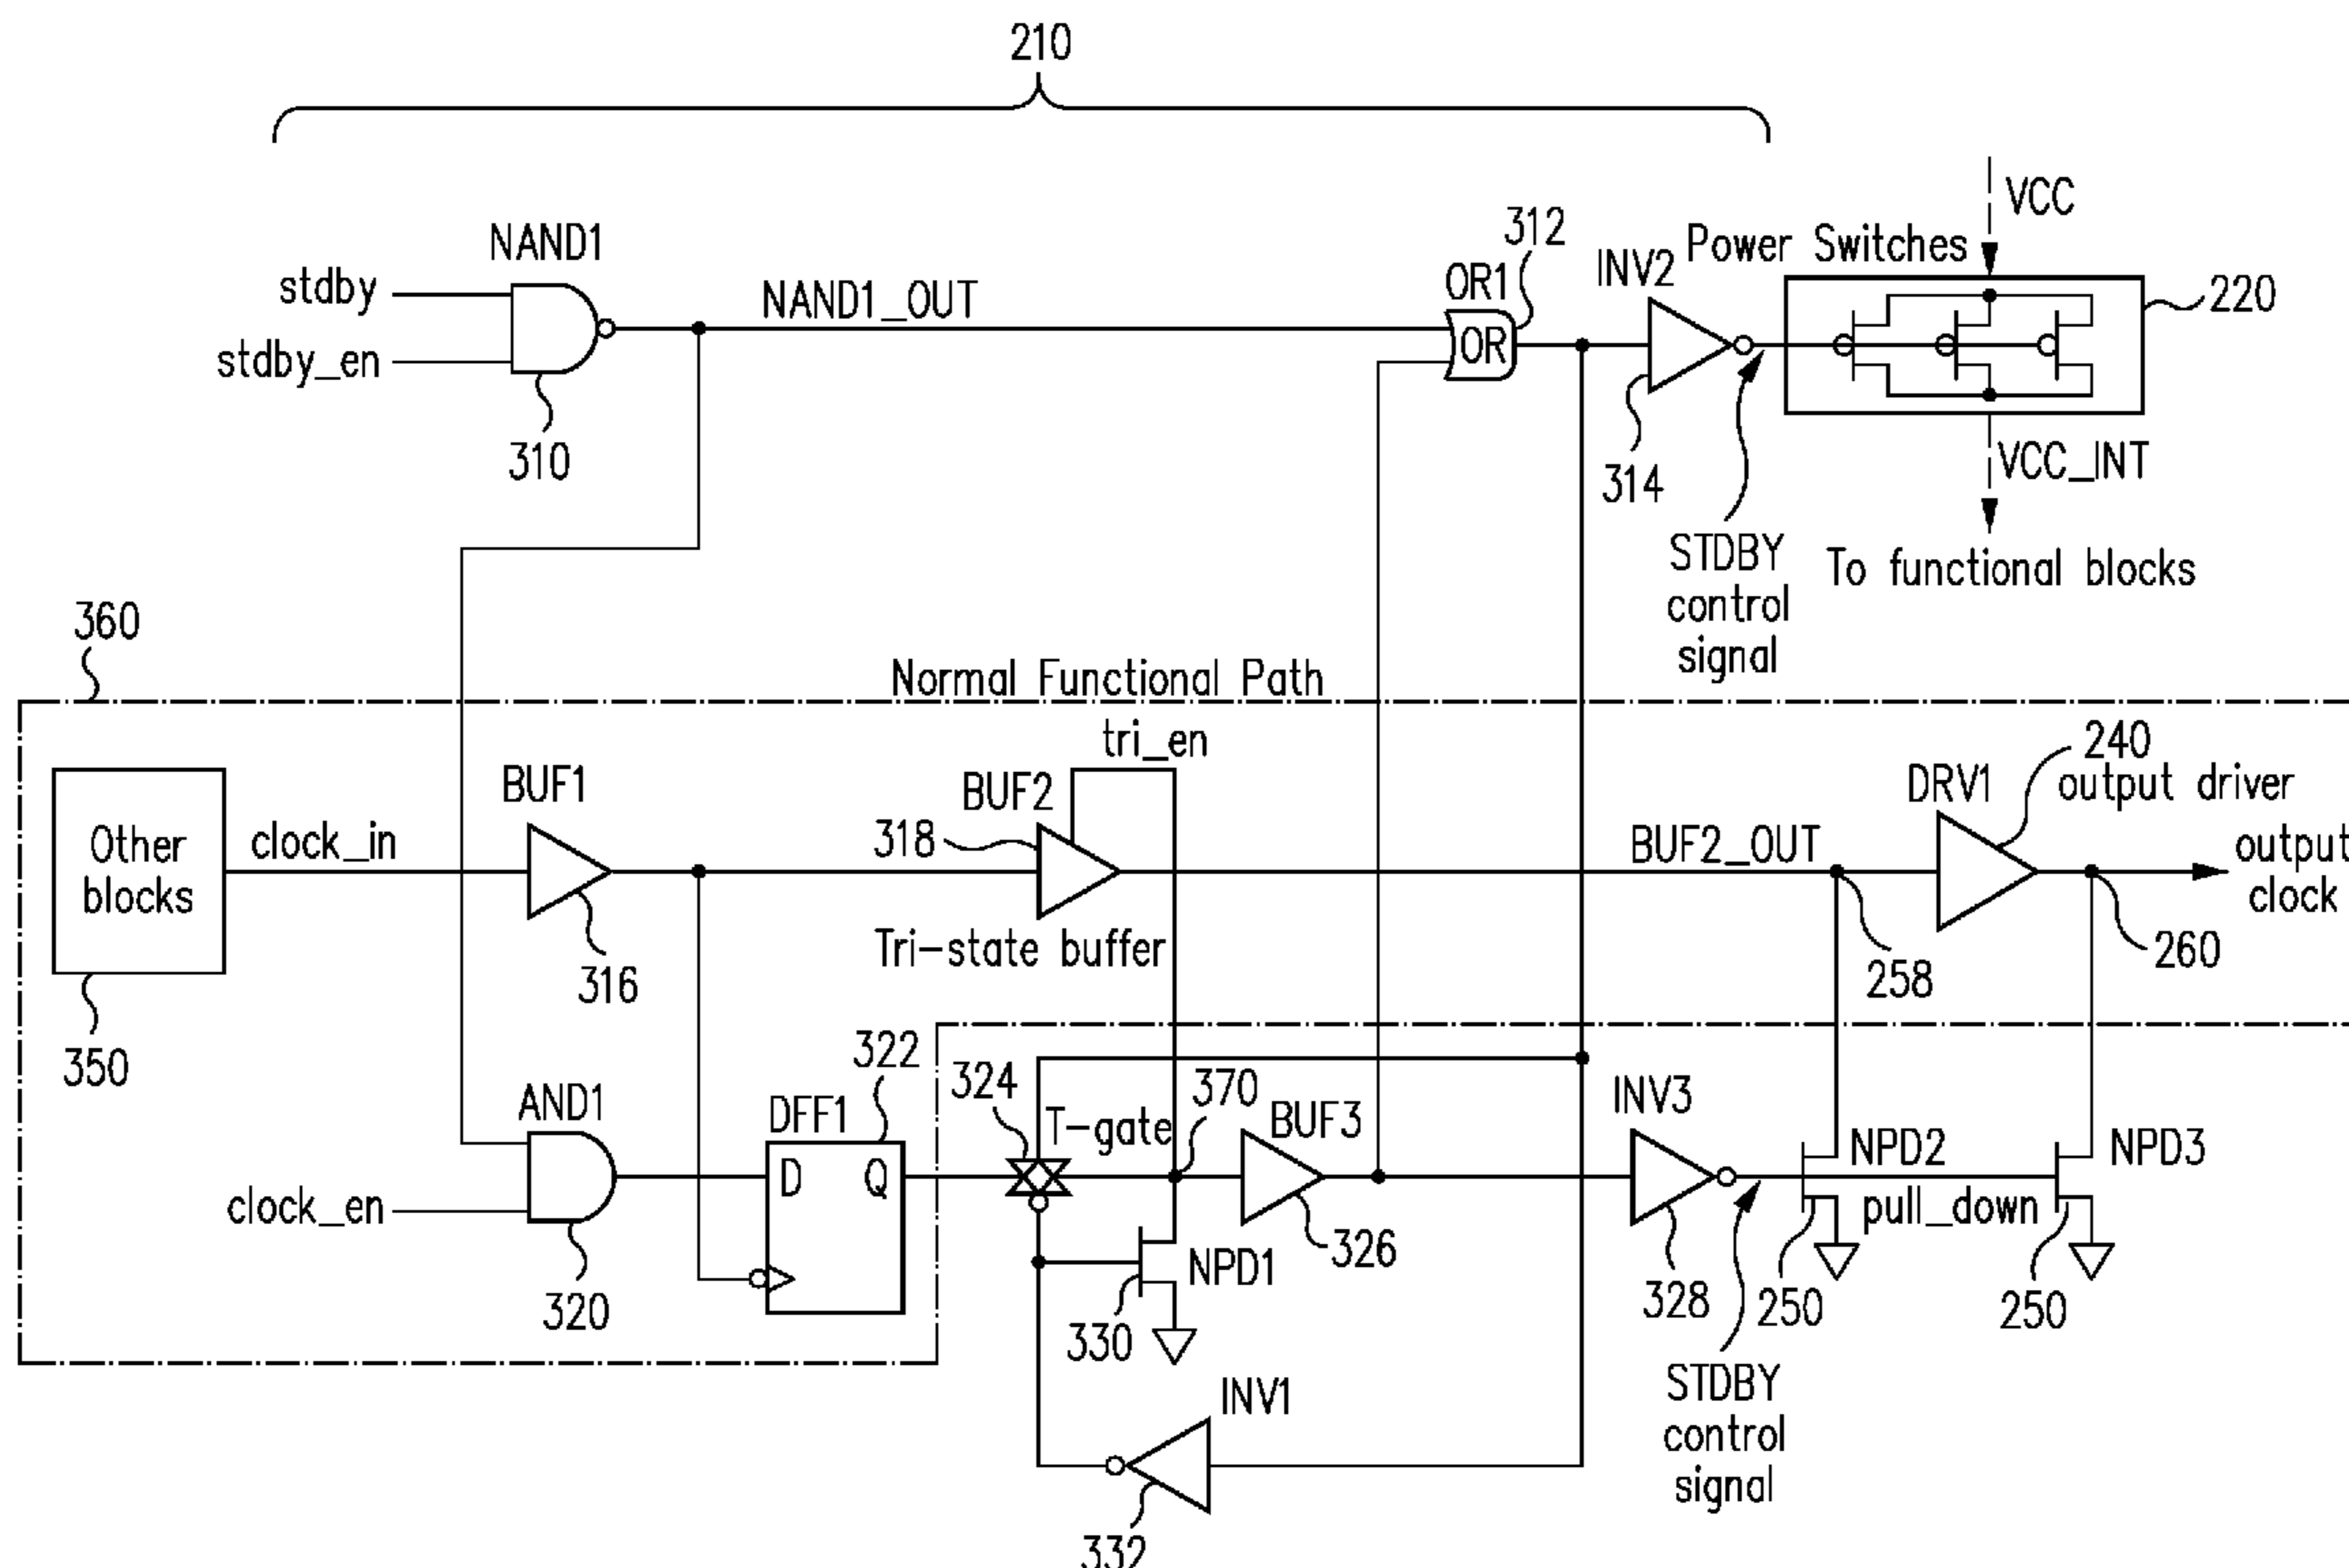 210
VCC
312
NAND1
Power Switches
INV2
OR1
220
stdby
NAND1_OUT
OR
stdby_en
310
314
VCC_INT
STDBY
control
signal
To functional blocks
360
Normal Functional Path
tri_en
240
output driver
BUF1
BUF2
DRV1
318
Other
blocks
clock_in
BUF2_OUT
output
clock
Tri-state buffer
316
258
260
350
322
324
370
AND1
DFF1
T-gate
BUF3
INV3
D
Q
NPD2
NPD3
clock_en
pull_down
320
NPD1
326
328
250
250
330
STDBY
control
signal
INV1
332